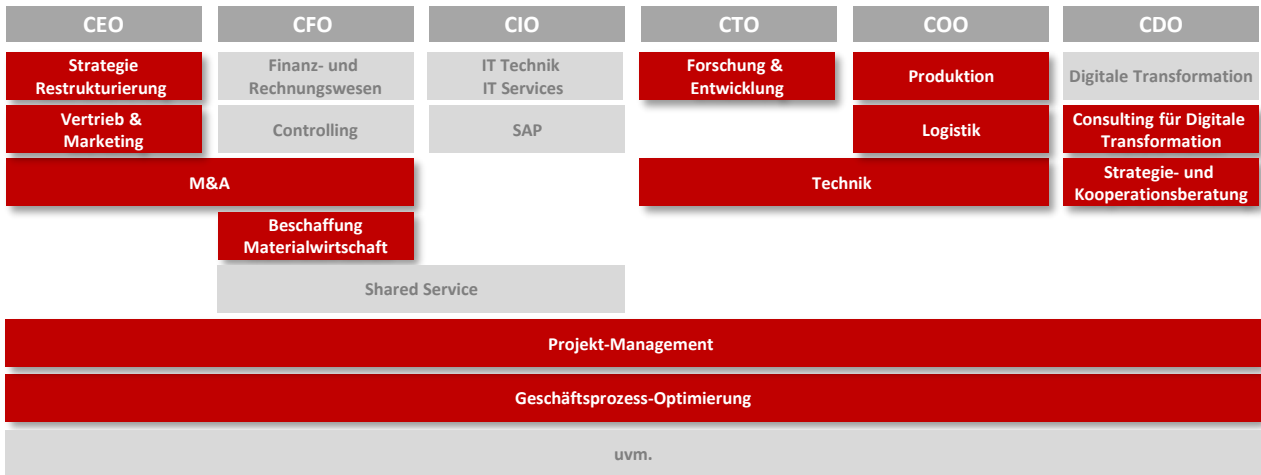 CEO
CFO
CIO
CTO
COO
CDO
Strategie
Restrukturierung
Finanz- und
Rechnungswesen
IT Technik
IT Services
Forschung &
Entwicklung
Produktion
Digitale Transformation
Vertrieb &
Marketing
Controlling
SAP
Logistik
Consulting für Digitale
Transformation
M&A
Technik
Strategie- und
Kooperationsberatung
Beschaffung
Materialwirtschaft
Shared Service
Projekt-Management
Geschäftsprozess-Optimierung
uvm.